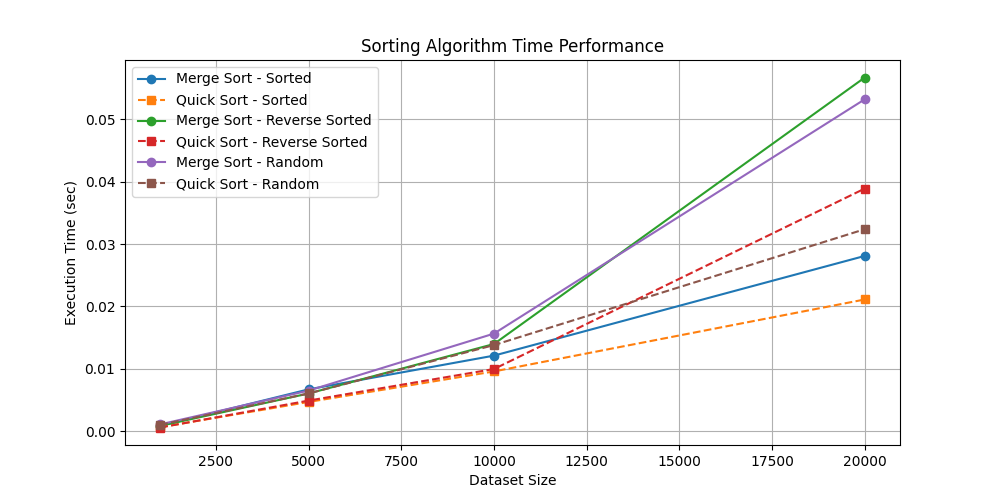 Sorting Algorithm Time Performance
Merge Sort - Sorted
Quick Sort - Sorted
Merge Sort - Reverse Sorted
Quick Sort - Reverse Sorted
Merge Sort - Random
Quick Sort - Random
Execution Time (sec)
0.05
0.04
0.03
0.02
0.01
0.00
2500 5000 7500 10000 12500 15000 17500 20000
Dataset Size